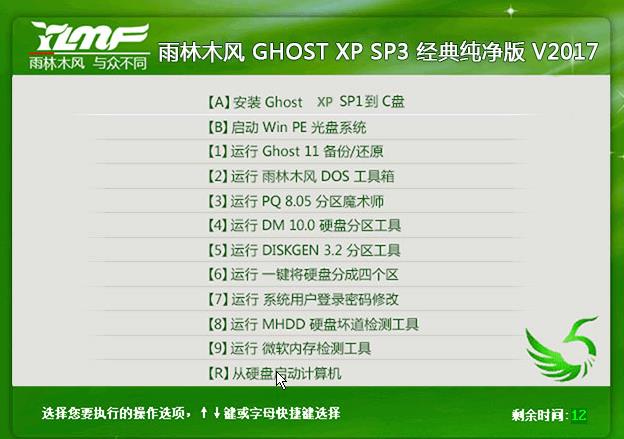 YLMF
雨林木风 与众不同
雨林木风 GHOST XP SP3 经典纯净版 V2017
【A】安装 Ghost XP SP1到 C盘
【B】启动 Win PE 光盘系统
【1】运行 Ghost 11 备份/还原
【2】运行 雨林木风 DOS 工具箱
【3】运行 PQ 8.05 分区魔术师
【4】运行 DM 10.0 硬盘分区工具
【5】运行 DISKGEN 3.2 分区工具
【6】运行 一键将硬盘分成四个区
【7】运行 系统用户登录密码修改
【8】运行 MHDD 硬盘坏道检测工具
【9】运行 微软内存检测工具
【R】从硬盘启动计算机
选择您要执行的操作选项，↑↓键或字母快捷键选择
剩余时间:12